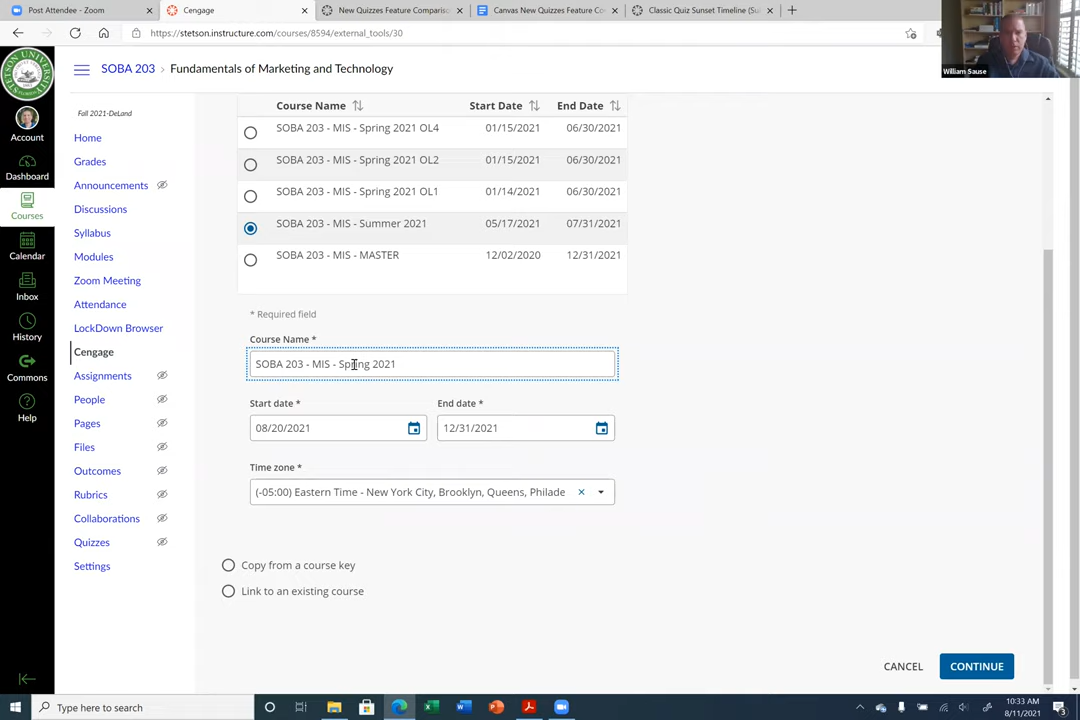 Post Attendee - Zoom
Cengage
New Quizzes Feature Comparis
Canvas New Quizzes Feature Co
Classic Quiz Sunset Timeline (Su
https://stetson.instructure.com/courses/8594/external_tools/30
William Sause
SOBA 203 › Fundamentals of Marketing and Technology
Account
Dashboard
Courses
Calendar
Inbox
History
Commons
Help
Fall 2021-DeLand
Home
Grades
Announcements
Discussions
Syllabus
Modules
Zoom Meeting
Attendance
LockDown Browser
Cengage
Assignments
People
Pages
Files
Outcomes
Rubrics
Collaborations
Quizzes
Settings
Course Name Start Date End Date
SOBA 203 - MIS - Spring 2021 OL4 01/15/2021 06/30/2021
SOBA 203 - MIS - Spring 2021 OL2 01/15/2021 06/30/2021
SOBA 203 - MIS - Spring 2021 OL1 01/14/2021 06/30/2021
SOBA 203 - MIS - Summer 2021 05/17/2021 07/31/2021
SOBA 203 - MIS - MASTER 12/02/2020 12/31/2021
* Required field
Course Name *
SOBA 203 - MIS - Spring 2021
Start date * End date *
08/20/2021 12/31/2021
Time zone *
(-05:00) Eastern Time - New York City, Brooklyn, Queens, Philade
Copy from a course key
Link to an existing course
CANCEL CONTINUE
Type here to search
10:33 AM
8/11/2021
3